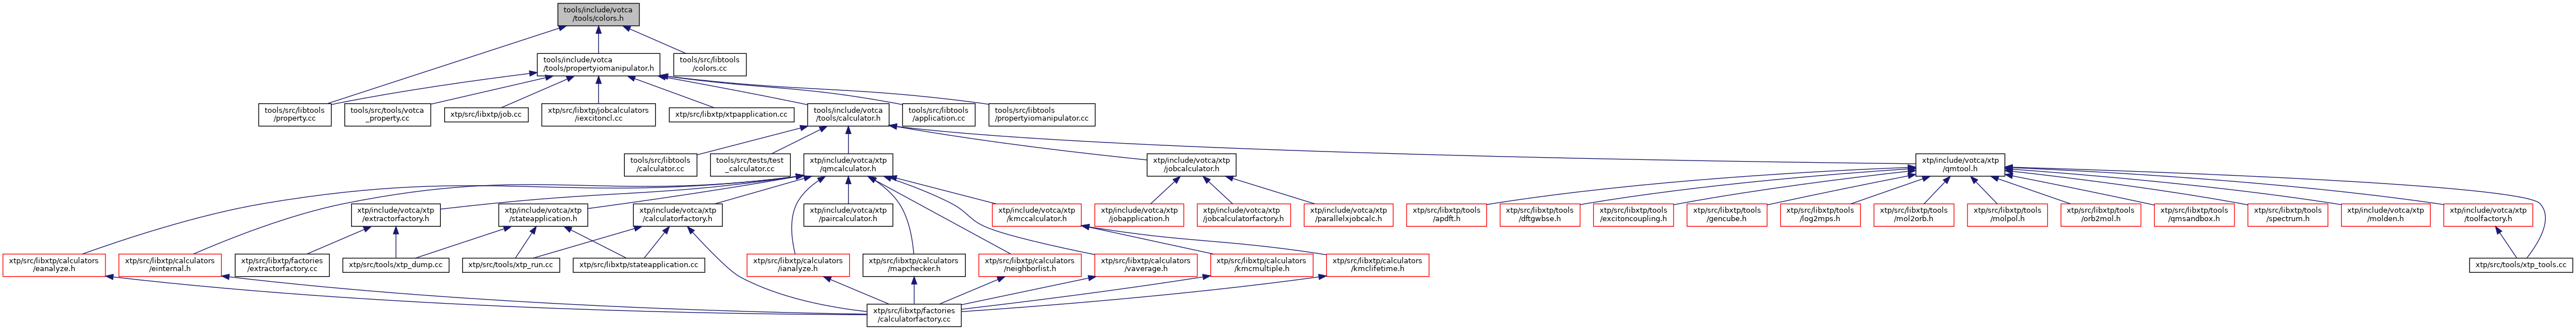 tools/include/votca
/tools/colors.h
tools/include/votca
/tools/propertyiomanipulator.h
tools/src/libtools
/colors.cc
tools/src/libtools
/property.cc
tools/src/tools/votca
_property.cc
xtp/src/libxtp/job.cc
xtp/src/libxtp/jobcalculators
/iexcitoncl.cc
xtp/src/libxtp/xtpapplication.cc
tools/include/votca
/tools/calculator.h
tools/src/libtools
/application.cc
tools/src/libtools
/propertyiomanipulator.cc
tools/src/libtools
/calculator.cc
tools/src/tests/test
_calculator.cc
xtp/include/votca/xtp
/qmcalculator.h
xtp/include/votca/xtp
/jobcalculator.h
xtp/include/votca/xtp
/qmtool.h
xtp/include/votca/xtp
/extractorfactory.h
xtp/include/votca/xtp
/stateapplication.h
xtp/include/votca/xtp
/calculatorfactory.h
xtp/include/votca/xtp
/paircalculator.h
xtp/include/votca/xtp
/kmccalculator.h
xtp/include/votca/xtp
/jobapplication.h
xtp/include/votca/xtp
/jobcalculatorfactory.h
xtp/include/votca/xtp
/parallelxjobcalc.h
xtp/src/libxtp/tools
/apdft.h
xtp/src/libxtp/tools
/dftgwbse.h
xtp/src/libxtp/tools
/excitoncoupling.h
xtp/src/libxtp/tools
/gencube.h
xtp/src/libxtp/tools
/log2mps.h
xtp/src/libxtp/tools
/mol2orb.h
xtp/src/libxtp/tools
/molpol.h
xtp/src/libxtp/tools
/orb2mol.h
xtp/src/libxtp/tools
/qmsandbox.h
xtp/src/libxtp/tools
/spectrum.h
xtp/include/votca/xtp
/molden.h
xtp/include/votca/xtp
/toolfactory.h
xtp/src/libxtp/calculators
/eanalyze.h
xtp/src/libxtp/calculators
/einternal.h
xtp/src/libxtp/factories
/extractorfactory.cc
xtp/src/tools/xtp_dump.cc
xtp/src/tools/xtp_run.cc
xtp/src/libxtp/stateapplication.cc
xtp/src/libxtp/calculators
/ianalyze.h
xtp/src/libxtp/calculators
/mapchecker.h
xtp/src/libxtp/calculators
/neighborlist.h
xtp/src/libxtp/calculators
/vaverage.h
xtp/src/libxtp/calculators
/kmcmultiple.h
xtp/src/libxtp/calculators
/kmclifetime.h
xtp/src/tools/xtp_tools.cc
xtp/src/libxtp/factories
/calculatorfactory.cc